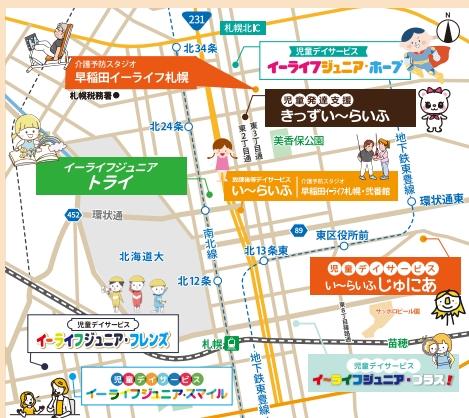 231
札幌北IC
N
北34条
児童デイサービス
イーライフジュニア・ホープ
介護予防スタジオ
早稲田イーライフ札幌
札幌税務署
児童発達支援
きっずい〜らいふ
北24条
東2丁目通
東3丁目通
美香保公園
地下鉄東豊線
イーライフジュニア
トライ
放課後等デイサービス
い〜らいふ
介護予防スタジオ
早稲田イーライフ札幌・弐番館
環状通東
452
環状通
南北線
89
東区役所前
北海道大
北13条東
北12条
児童デイサービス
い〜らいふじゅにあ
サッポロビール園
児童デイサービス
イーライフジュニア・フレンズ
札幌
苗穂
地下鉄東豊線
児童デイサービス
イーライフジュニア・プラス!
児童デイサービス
イーライフジュニア・スマイル